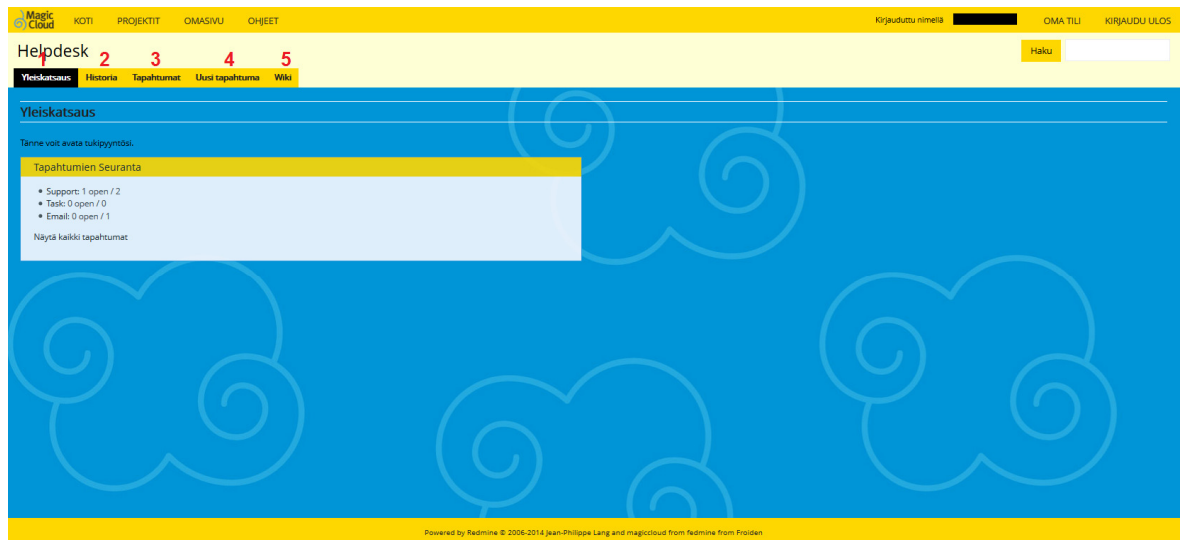 Magic Cloud KOTI PROJEKTIT OMASIVU OHJEET Kirjauduttu nimellä OMA TILI KIRJAUDU ULOS
Helpdesk Haku
1 2 3 4 5
Yleiskatsaus Historia Tapahtumat Uusi tapahtuma Wiki
Yleiskatsaus
Tänne voit avata tukipyyntösi.
Tapahtumien Seuranta
Support: 1 open / 2
Task: 0 open / 0
Email: 0 open / 1
Näytä kaikki tapahtumat
Powered by Redmine © 2006-2014 Jean-Philippe Lang and magiccloud from fedmine from Froiden